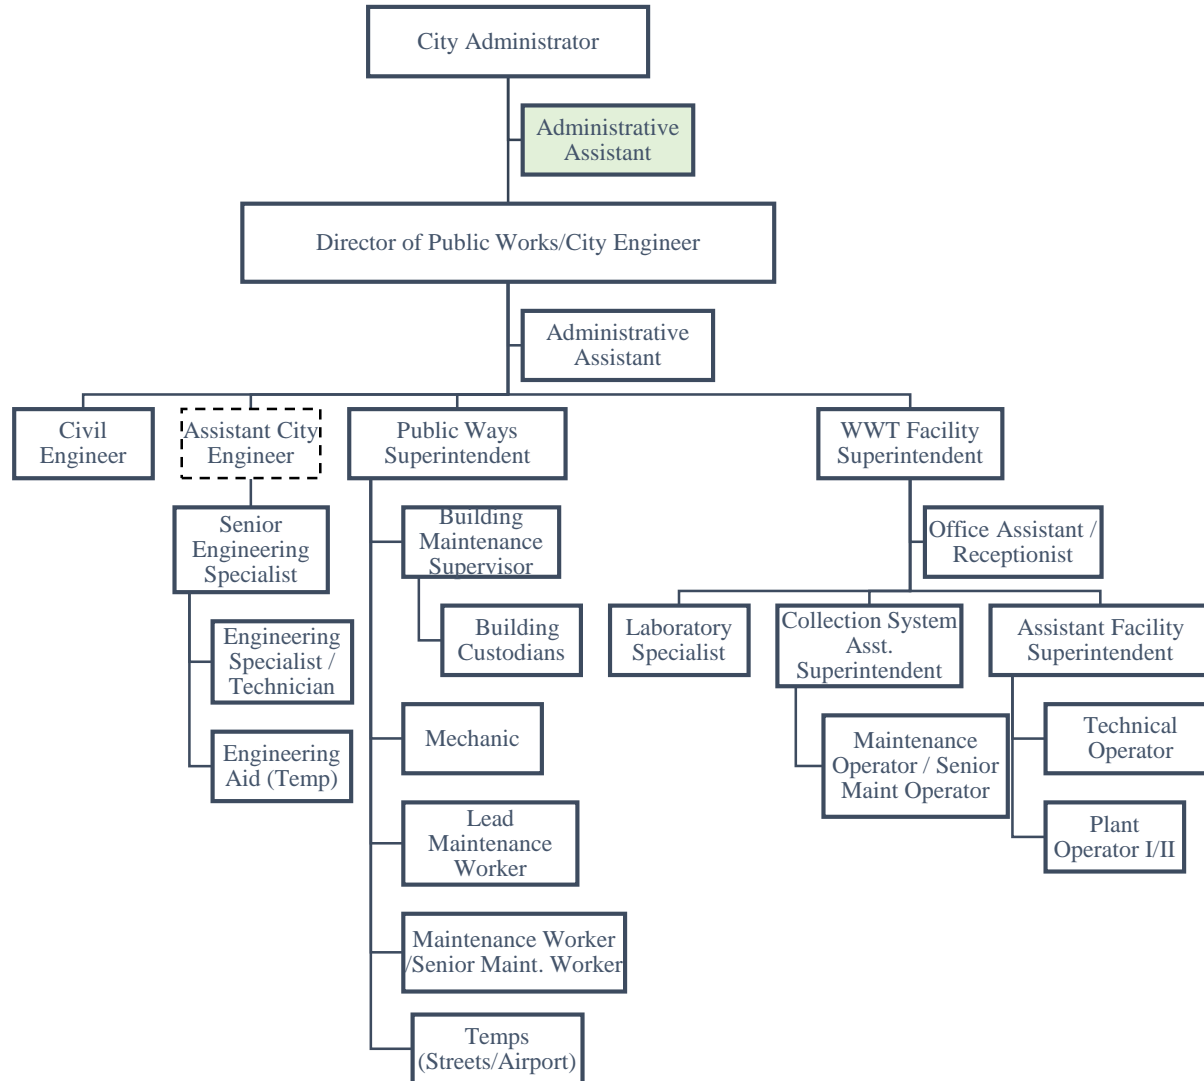 City Administrator
Administrative
Assistant
Director of Public Works/City Engineer
Administrative
Assistant
Civil
Engineer
Assistant City
Engineer
Senior
Engineering
Specialist
Engineering
Specialist /
Technician
Engineering
Aid (Temp)
Public Ways
Superintendent
Building
Maintenance
Supervisor
Building
Custodians
Mechanic
Lead
Maintenance
Worker
Maintenance Worker
/Senior Maint. Worker
Temps
(Streets/Airport)
WWT Facility
Superintendent
Office Assistant /
Receptionist
Laboratory
Specialist
Collection System
Asst.
Superintendent
Maintenance
Operator / Senior
Maint Operator
Assistant Facility
Superintendent
Technical
Operator
Plant
Operator I/II